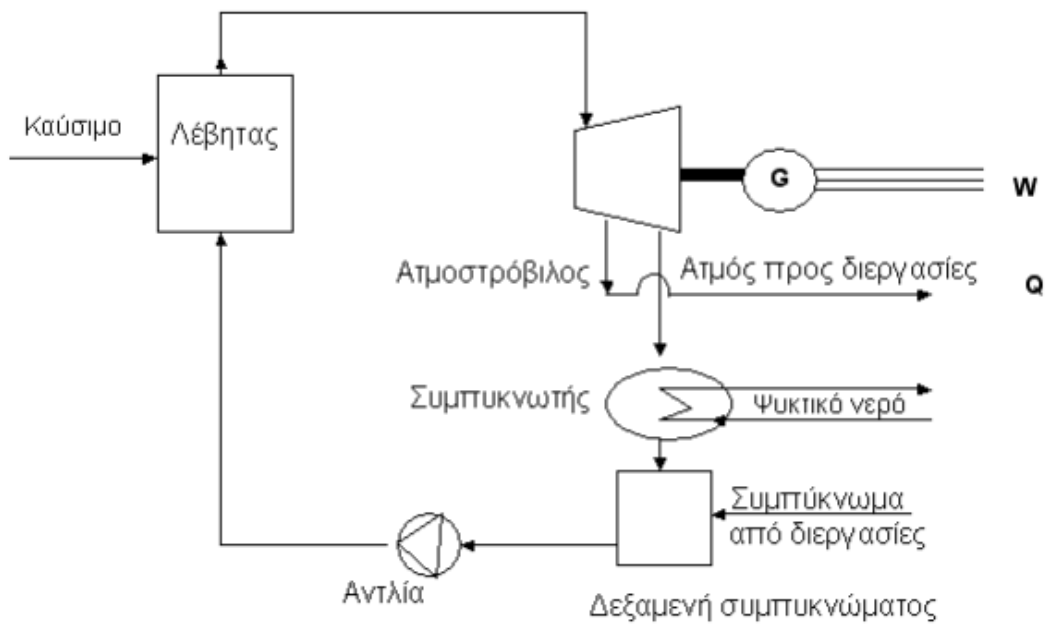 Καύσιμο
Λέβητας
G
W
Ατμοστρόβιλος
Ατμός προς διεργασίες
Q
Συμπυκνωτής
Ψυκτικό νερό
Συμπύκνωμα
από διεργασίες
Αντλία
Δεξαμενή συμπυκνώματος